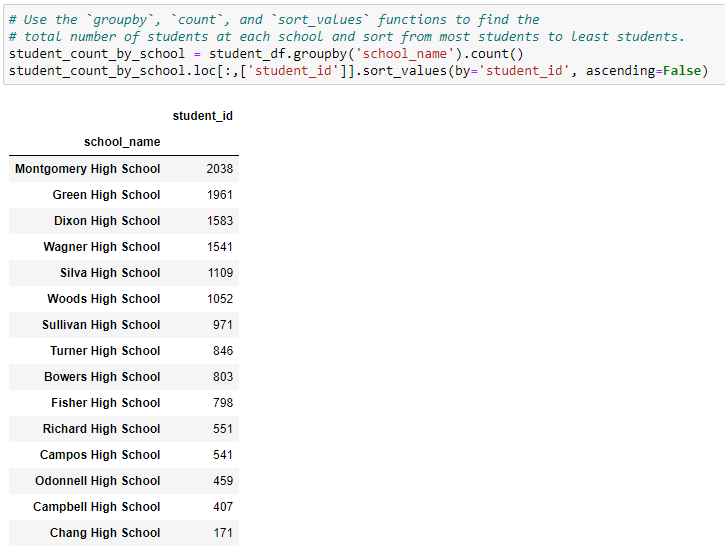 # Use the `groupby`, `count`, and `sort_values` functions to find the
# total number of students at each school and sort from most students to least students.
student_count_by_school = student_df.groupby('school_name').count()
student_count_by_school.loc[:,['student_id']].sort_values(by='student_id', ascending=False)
student_id
school_name
Montgomery High School 2038
Green High School 1961
Dixon High School 1583
Wagner High School 1541
Silva High School 1109
Woods High School 1052
Sullivan High School 971
Turner High School 846
Bowers High School 803
Fisher High School 798
Richard High School 551
Campos High School 541
Odonnell High School 459
Campbell High School 407
Chang High School 171